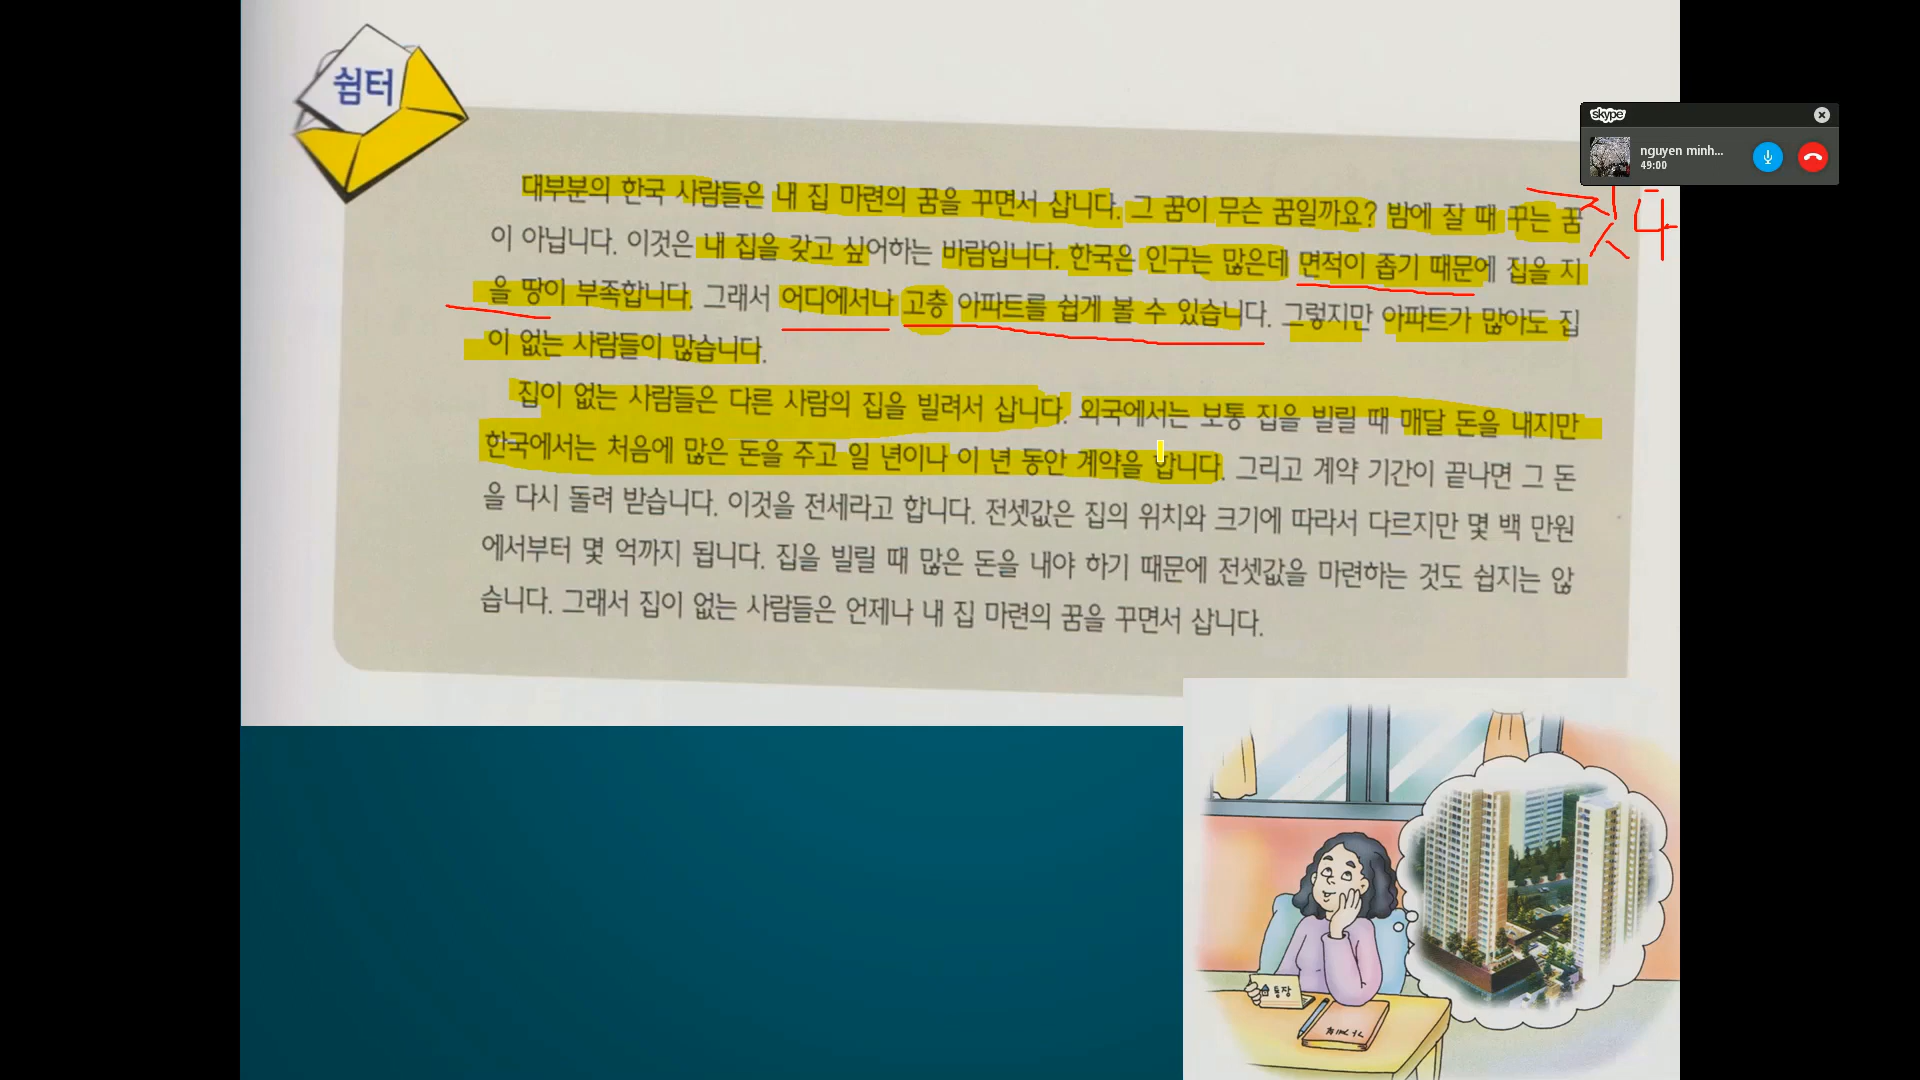 쉼터
skype
nguyen minh...
49:00
대부분의 한국 사람들은 내 집 마련의 꿈을 꾸면서 삽니다. 그 꿈이 무슨 꿈일까요? 밤에 잘 때 꾸는 꿈
이 아닙니다. 이것은 내 집을 갖고 싶어하는 바람입니다. 한국은 인구는 많은데 면적이 좁기 때문에 집을 지
을 땅이 부족합니다. 그래서 어디에서나 고층 아파트를 쉽게 볼 수 있습니다. 그렇지만 아파트가 많아도 집
이 없는 사람들이 많습니다.
집이 없는 사람들은 다른 사람의 집을 빌려서 삽니다. 외국에서는 보통 집을 빌릴 때 매달 돈을 내지만
한국에서는 처음에 많은 돈을 주고 일 년이나 이 년 동안 계약을 합니다. 그리고 계약 기간이 끝나면 그 돈
을 다시 돌려 받습니다. 이것을 전세라고 합니다. 전셋값은 집의 위치와 크기에 따라서 다르지만 몇 백 만원
에서부터 몇 억까지 됩니다. 집을 빌릴 때 많은 돈을 내야 하기 때문에 전셋값을 마련하는 것도 쉽지는 않
습니다. 그래서 집이 없는 사람들은 언제나 내 집 마련의 꿈을 꾸면서 삽니다.
통장